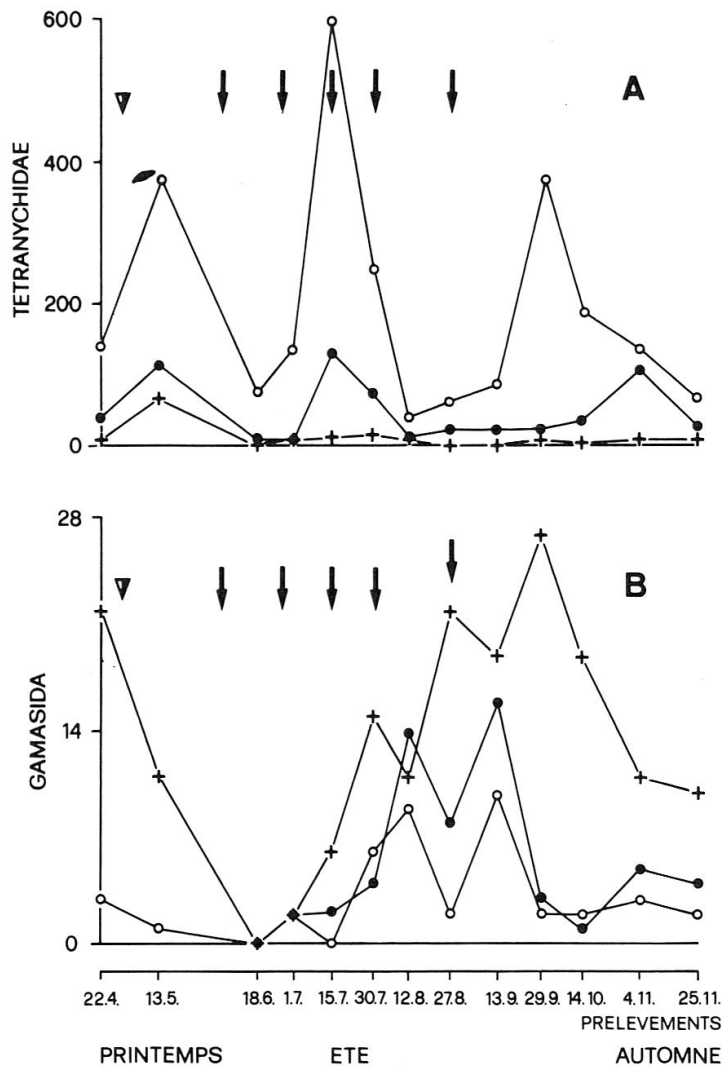 600
A
400
TETRANYCHIDAE
200
0
28
B
14
GAMASIDA
0
22.4. 13.5. 18.6. 1.7. 15.7. 30.7. 12.8. 27.8. 13.9. 29.9. 14.10. 4.11. 25.11.
PRELEVEMENTS
PRINTEMPS ETE AUTOMNE